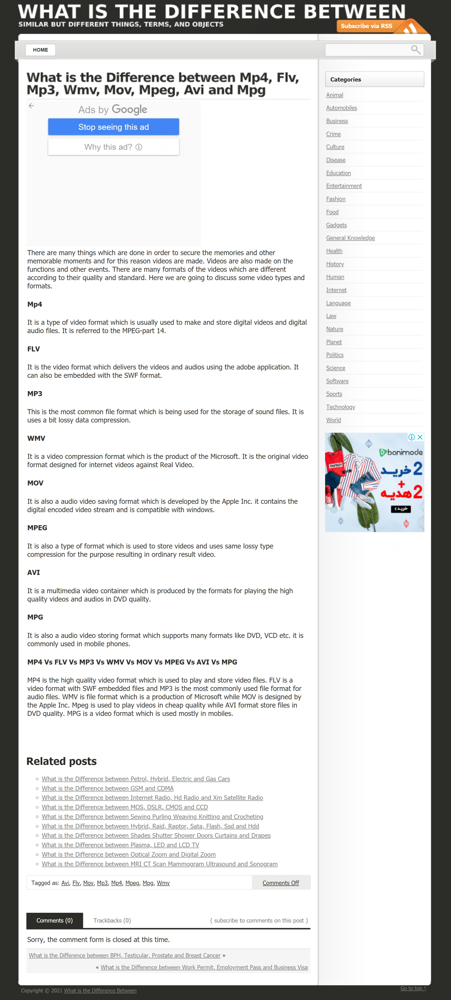 WHAT IS THE DIFFERENCE BETWEEN
SIMILAR BUT DIFFERENT THINGS, TERMS, AND OBJECTS
Subscribe via RSS
HOME
What is the Difference between Mp4, Flv,
Mp3, Wmv, Mov, Mpeg, Avi and Mpg
Ads by Google
Stop seeing this ad
Why this ad?
There are many things which are done in order to secure the memories and other
memorable moments and for this reason videos are made. Videos are also made on the
functions and other events. There are many formats of the videos which are different
according to their quality and standard. Here we are going to discuss some video types and
formats.
Mp4
It is a type of video format which is usually used to make and store digital videos and digital
audio files. It is referred to the MPEG-part 14.
FLV
It is the video format which delivers the videos and audios using the adobe application. It
can also be embedded with the SWF format.
MP3
This is the most common file format which is being used for the storage of sound files. It is
uses a bit lossy data compression.
WMV
It is a video compression format which is the product of the Microsoft. It is the original video
format designed for internet videos against Real Video.
MOV
It is also a audio video saving format which is developed by the Apple Inc. it contains the
digital encoded video stream and is compatible with windows.
MPEG
It is also a type of format which is used to store videos and uses same lossy type
compression for the purpose resulting in ordinary result video.
AVI
It is a multimedia video container which is produced by the formats for playing the high
quality videos and audios in DVD quality.
MPG
It is also a audio video storing format which supports many formats like DVD, VCD etc. it is
commonly used in mobile phones.
MP4 Vs FLV Vs MP3 Vs WMV Vs MOV Vs MPEG Vs AVI Vs MPG
MP4 is the high quality video format which is used to play and store video files. FLV is a
video format with SWF embedded files and MP3 is the most commonly used file format for
audio files. WMV is file format which is a production of Microsoft while MOV is designed by
the Apple Inc. Mpeg is used to play videos in cheap quality while AVI format store files in
DVD quality. MPG is a video format which is used mostly in mobiles.
Related posts
What is the Difference between Petrol, Hybrid, Electric and Gas Cars
What is the Difference between GSM and CDMA
What is the Difference between Internet Radio, Hd Radio and Xm Satellite Radio
What is the Difference between MOS, DSLR, CMOS and CCD
What is the Difference between Sewing Purling Weaving Knitting and Crocheting
What is the Difference between Hybrid, Raid, Raptor, Sata, Flash, Ssd and Hdd
What is the Difference between Shades Shutter Shower Doors Curtains and Drapes
What is the Difference between Plasma, LED and LCD TV
What is the Difference between Optical Zoom and Digital Zoom
What is the Difference between MRI CT Scan Mammogram Ultrasound and Sonogram
Tagged as: Avi, Flv, Mov, Mp3, Mp4, Mpeg, Mpg, Wmv
Comments Off
Comments (0)
Trackbacks (0)
( subscribe to comments on this post )
Sorry, the comment form is closed at this time.
What is the Difference between BPH, Testicular, Prostate and Breast Cancer »
« What is the Difference between Work Permit, Employment Pass and Business Visa
Categories
Animal
Automobiles
Business
Crime
Culture
Disease
Education
Entertainment
Fashion
Food
Gadgets
General Knowledge
Health
History
Human
Internet
Language
Law
Nature
Planet
Politics
Science
Software
Sports
Technology
World
banimode
FANTASY
2 خرید
+
2 هدیه
خرید >
Copyright © 2021 What is the Difference Between
Go to top ↑